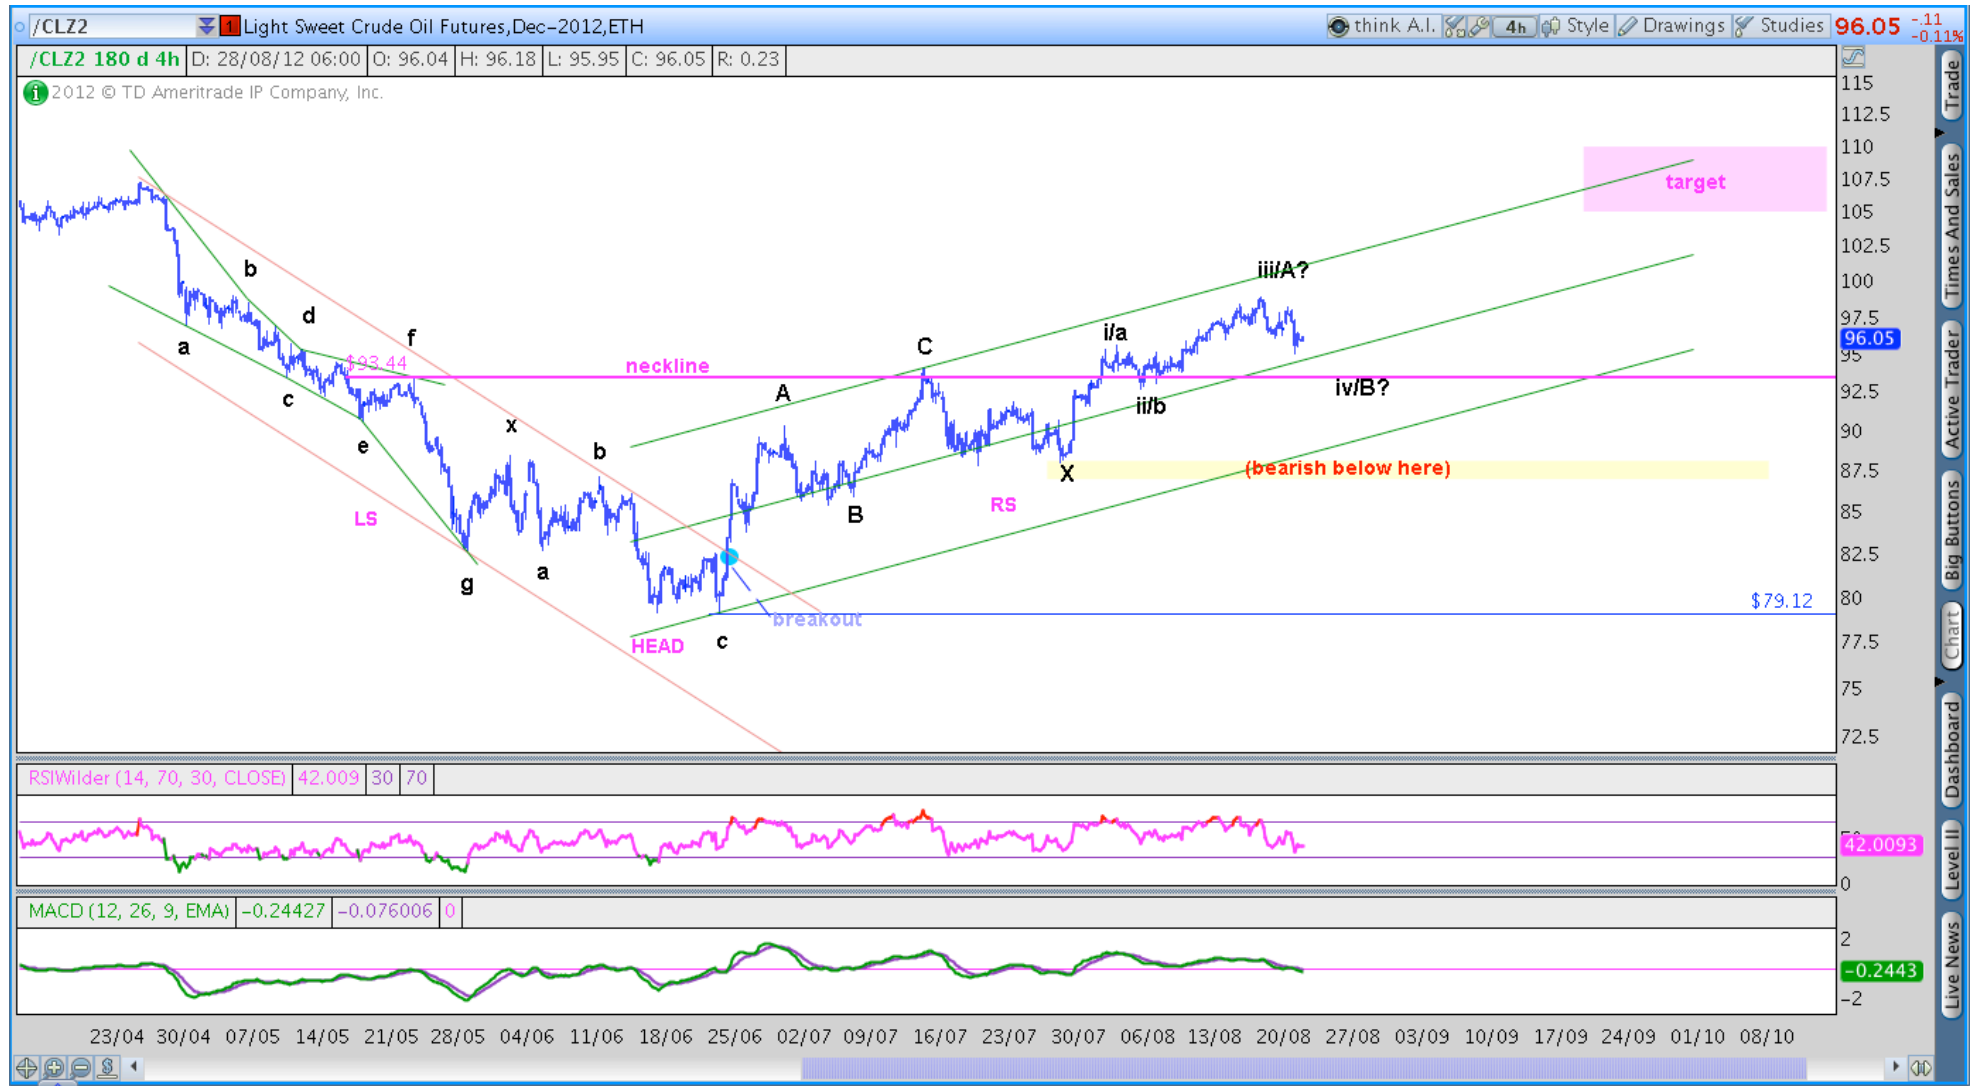 /CLZ2 1 Light Sweet Crude Oil Futures,Dec-2012,ETH think A.I. 4h Style Drawings Studies 96.05 -.11 -0.11%
/CLZ2 180 d 4h D: 28/08/12 06:00 O: 96.04 H: 96.18 L: 95.95 C: 96.05 R: 0.23
2012 © TD Ameritrade IP Company, Inc.
115
112.5
110
107.5
105
102.5
100
97.5
96.05
95
92.5
90
87.5
85
82.5
80
77.5
75
72.5
target
b
iii/A?
d
a
f
$93.44
i/a
C
neckline
A
iv/B?
c
ii/b
x
e
b
(bearish below here)
X
RS
B
LS
a
g
$79.12
breakout
c
HEAD
RSIWilder (14, 70, 30, CLOSE) 42.009 30 70
42.0093
0
MACD (12, 26, 9, EMA) -0.24427 -0.076006 0
2
-0.2443
-2
23/04 30/04 07/05 14/05 21/05 28/05 04/06 11/06 18/06 25/06 02/07 09/07 16/07 23/07 30/07 06/08 13/08 20/08 27/08 03/09 10/09 17/09 24/09 01/10 08/10
$
Trade
Times And Sales
Active Trader
Big Buttons
Chart
Dashboard
Level II
Live News